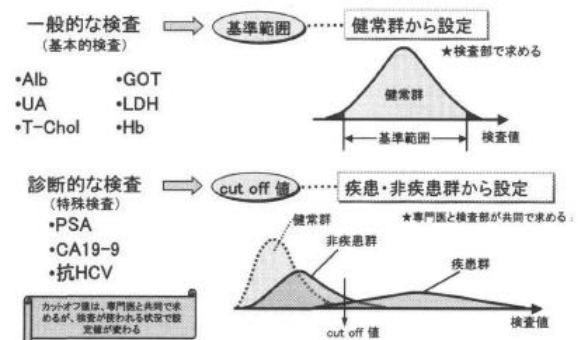 一般的な検査 基準範囲 健常群から設定
(基本的検査) ★検査部で求める
•Alb •GOT
•UA •LDH
•T-Chol •Hb
健常群
基準範囲 検査値
診断的な検査 cut off 値 疾患・非疾患群から設定
(特殊検査) ★専門医と検査部が共同で求める
•PSA
•CA19-9
•抗HCV
健常群
非疾患群
疾患群
検査値
cut off 値
カットオフ値は、専門医と共同で求
めるが、検査が使われる状況で設
定値が変わる